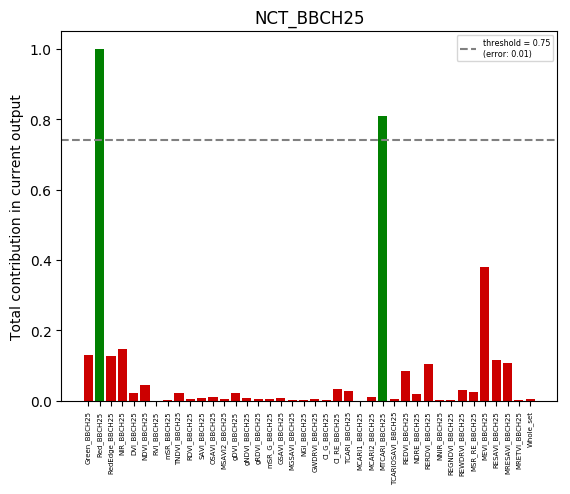 NCT_BBCH25
threshold = 0.75
(error: 0.01)
Total contribution in current output
1.0
0.8
0.6
0.4
0.2
0.0
Green_BBCH25
Red_BBCH25
RedEdge_BBCH25
NIR_BBCH25
DVI_BBCH25
NDVI_BBCH25
RVI_BBCH25
mSR_BBCH25
TNDVI_BBCH25
RDVI_BBCH25
SAVI_BBCH25
OSAVI_BBCH25
MSAVI2_BBCH25
gDVI_BBCH25
gNDVI_BBCH25
gRDVI_BBCH25
mSR_G_BBCH25
GSAVI_BBCH25
MGSAVI_BBCH25
NGI_BBCH25
GWDRVI_BBCH25
CI_G_BBCH25
CI_RE_BBCH25
TCARI_BBCH25
MCARI1_BBCH25
MCARI2_BBCH25
MTCARI_BBCH25
TCARIOSAVI_BBCH25
REDVI_BBCH25
NDRE_BBCH25
RERDVI_BBCH25
NNIR_BBCH25
REGNDVI_BBCH25
REWDRVI_BBCH25
MSR_RE_BBCH25
MEVI_BBCH25
RESAVI_BBCH25
MRESAVI_BBCH25
MRETVI_BBCH25
Whole_set